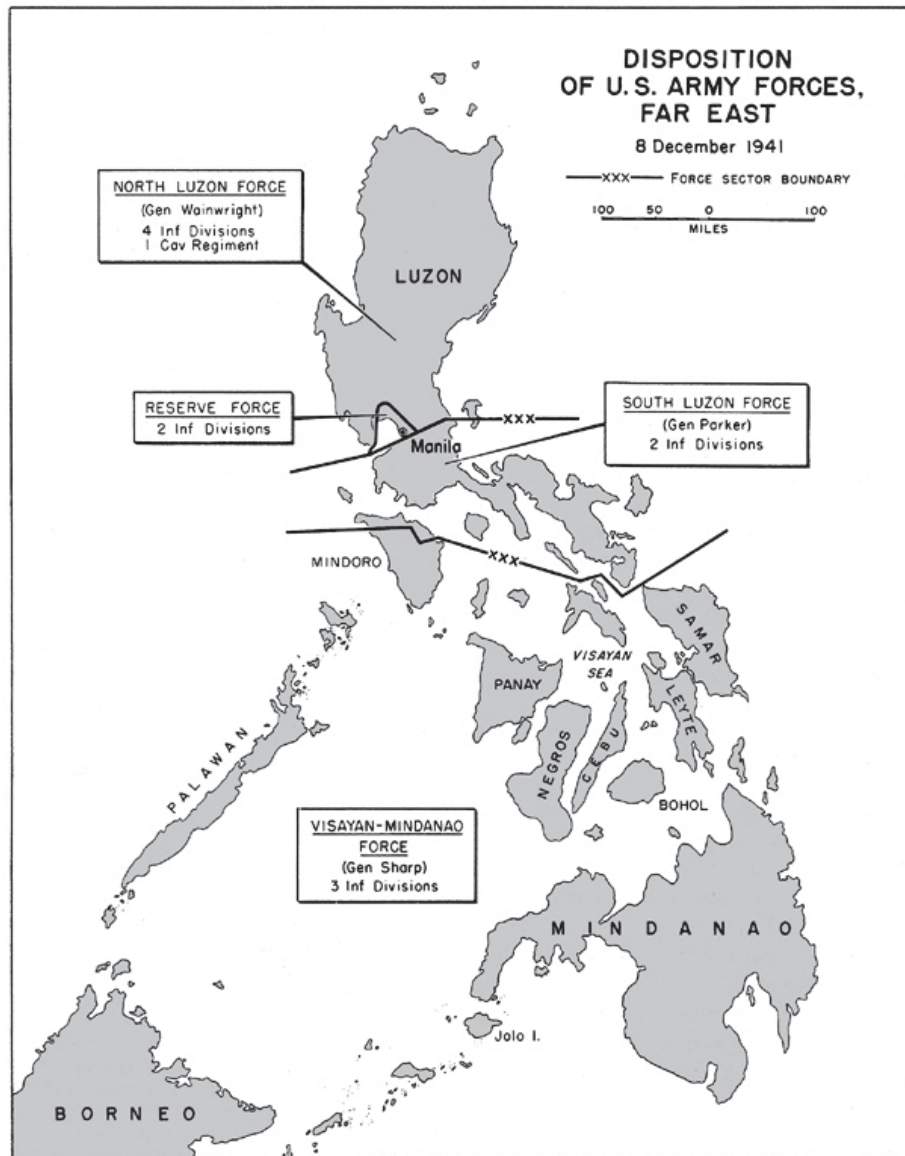 DISPOSITION
OF U.S. ARMY FORCES,
FAR EAST
8 December 1941
XXX FORCE SECTOR BOUNDARY
100 50 0 100
MILES
NORTH LUZON FORCE
(Gen Wainwright)
4 Inf Divisions
1 Cav Regiment
LUZON
RESERVE FORCE
2 Inf Divisions
SOUTH LUZON FORCE
(Gen Parker)
2 Inf Divisions
XXX
Manila
XXX
MINDORO
SAMAR
VISAYAN
SEA
PANAY
LEYTE
CEBU
NEGROS
PALAWAN
BOHOL
VISAYAN-MINDANAO
FORCE
(Gen Sharp)
3 Inf Divisions
MINDANAO
Jolo I.
BORNEO